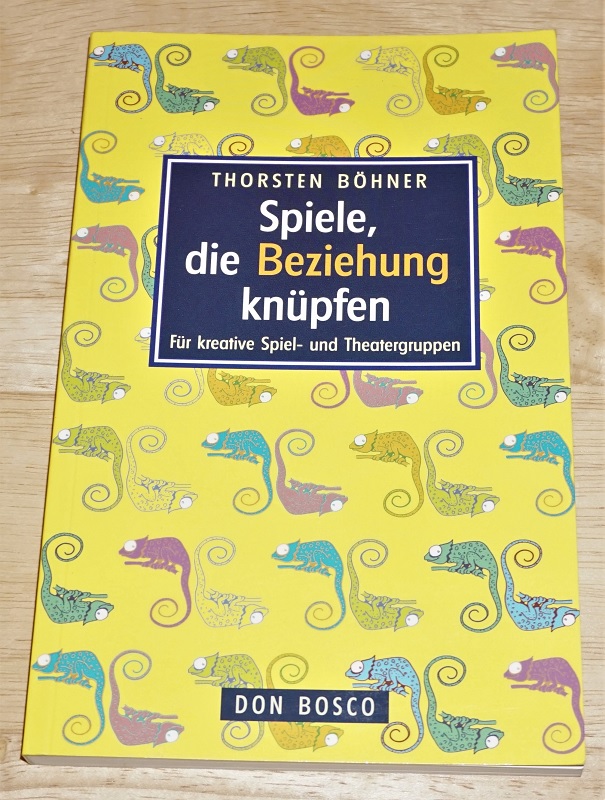 THORSTEN BÖHNER
Spiele,
die Beziehung
knüpfen
Für kreative Spiel- und Theatergruppen
DON BOSCO